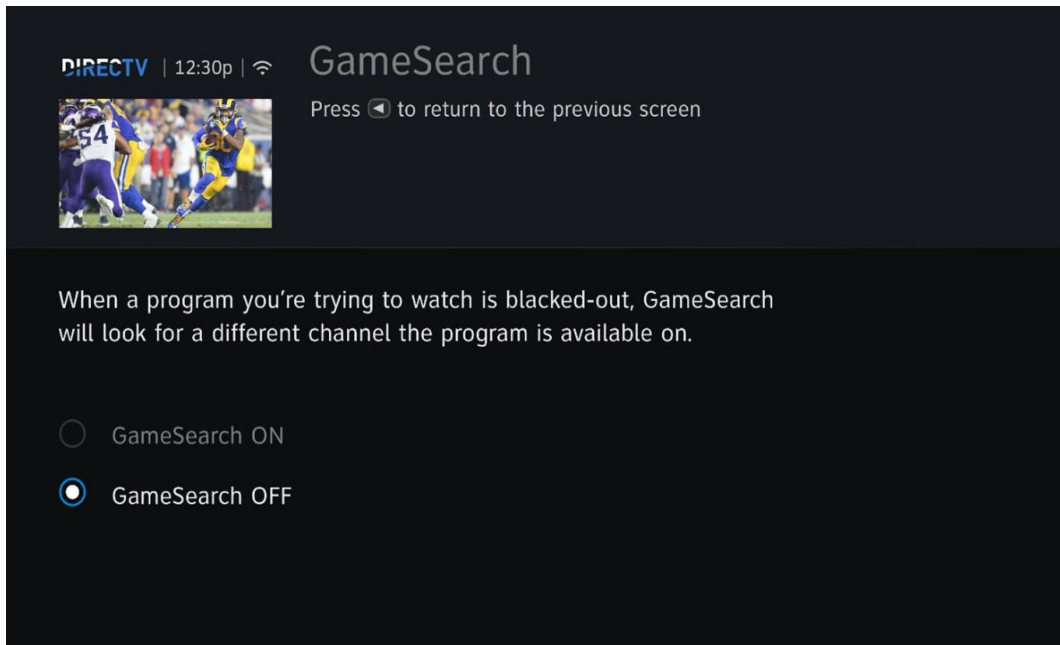 DIRECTV | 12:30p |
GameSearch
Press ◀ to return to the previous screen
54
When a program you're trying to watch is blacked-out, GameSearch
will look for a different channel the program is available on.
GameSearch ON
GameSearch OFF